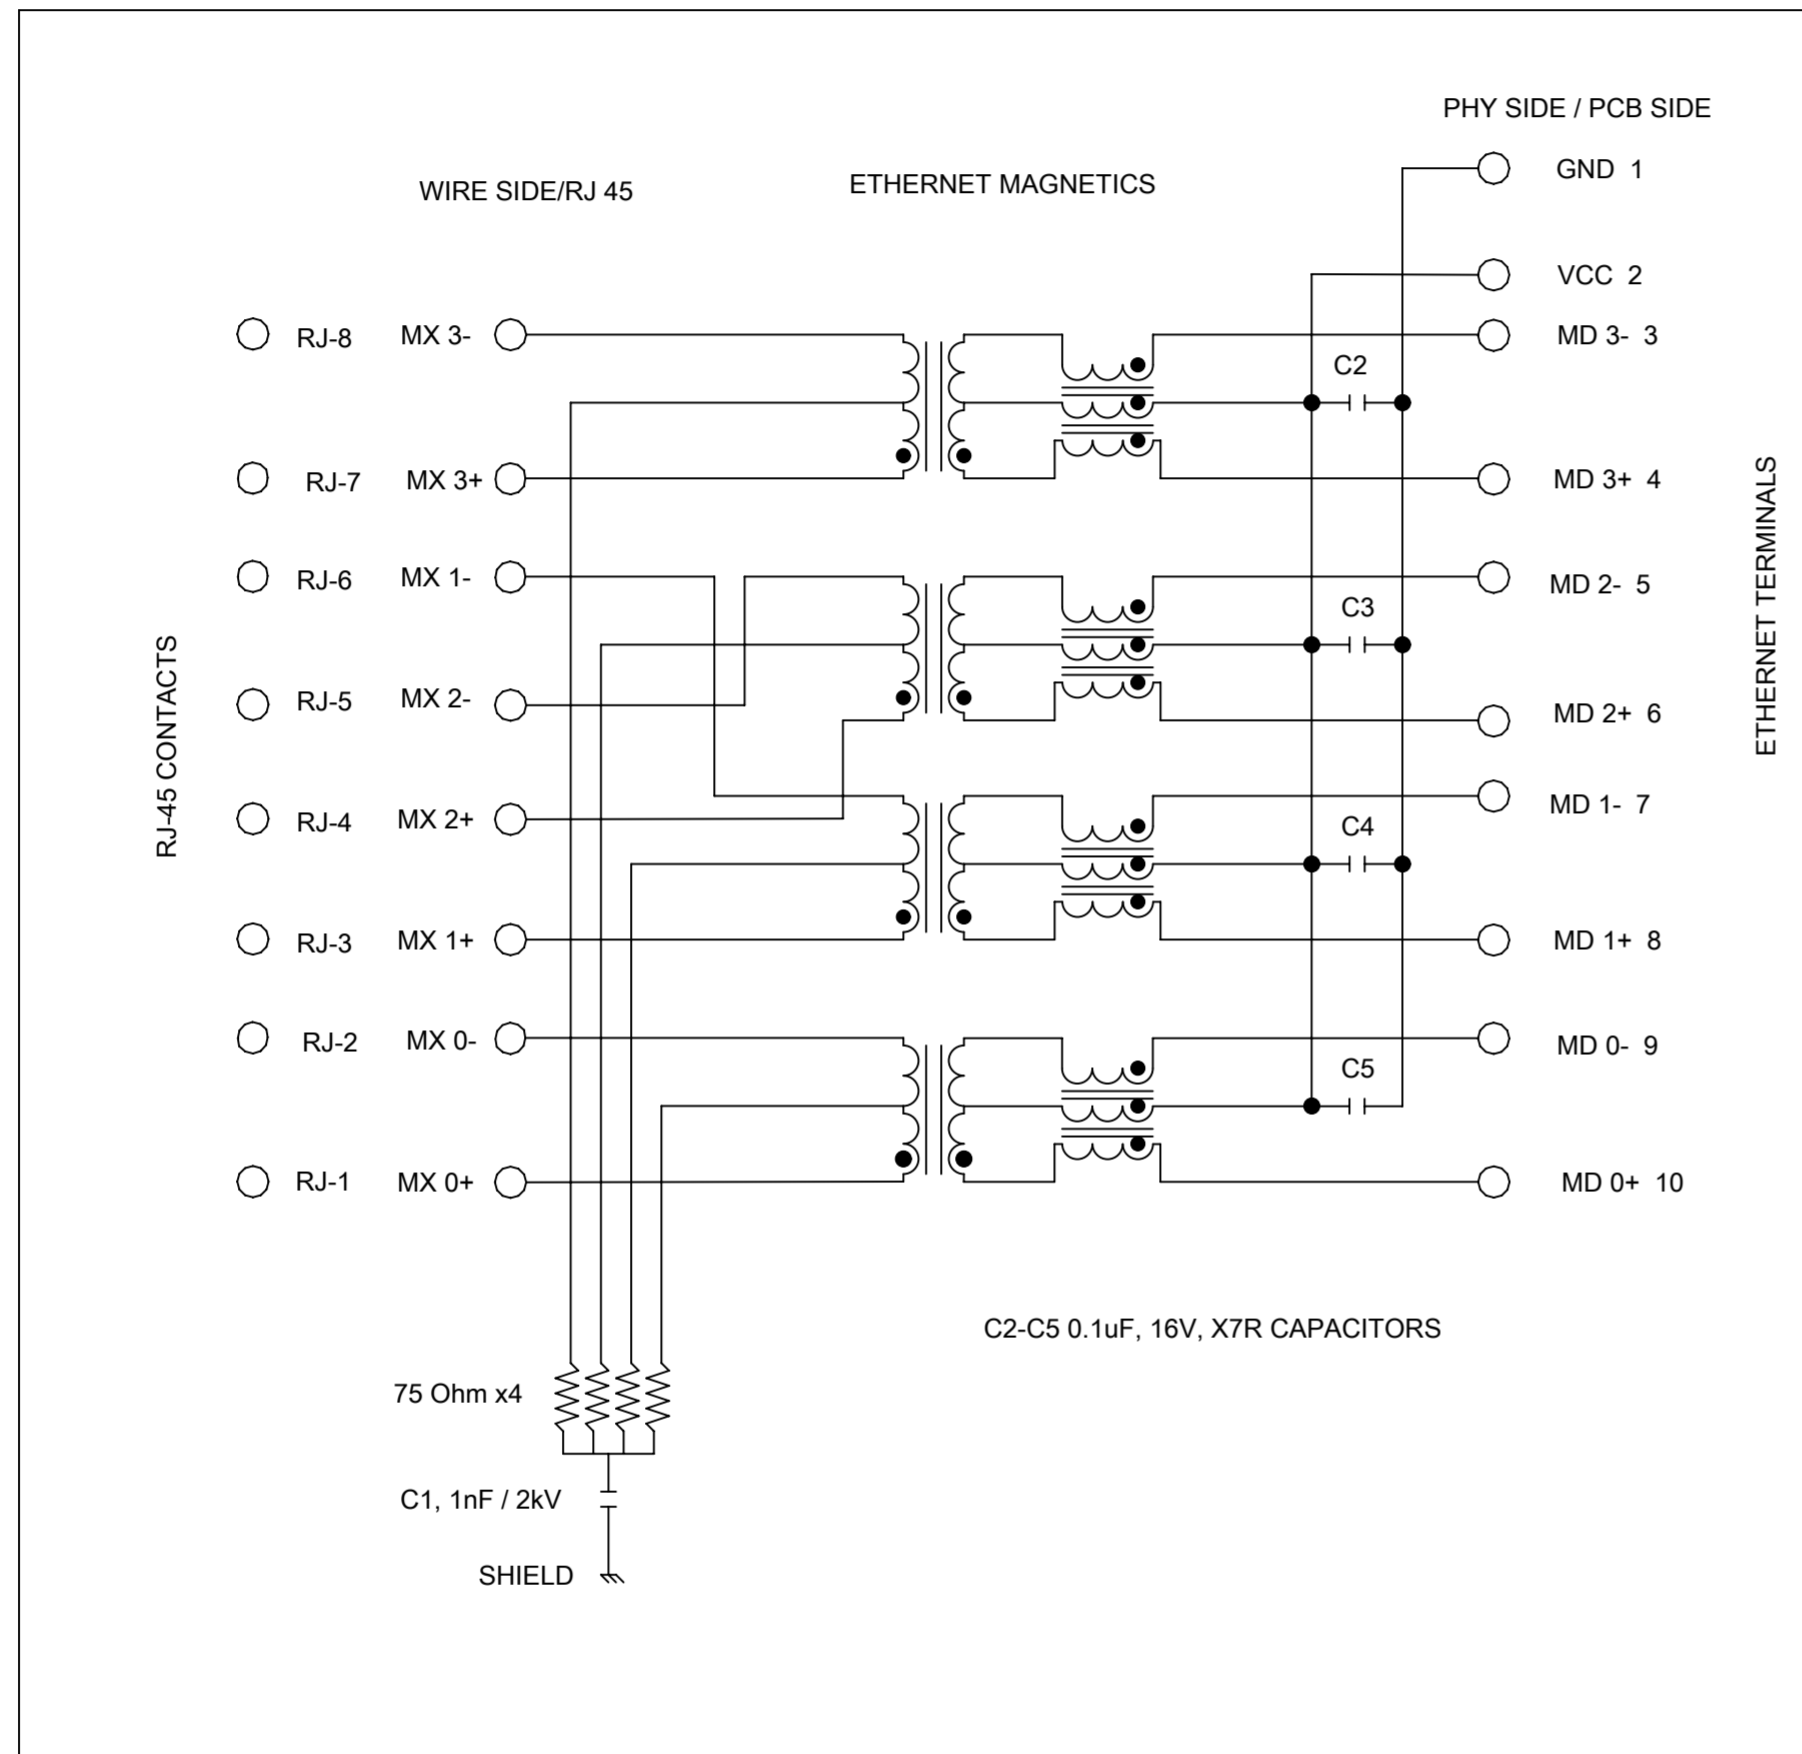 PHY SIDE / PCB SIDE
WIRE SIDE/RJ 45
ETHERNET MAGNETICS
GND 1
VCC 2
RJ-8 MX 3-
MD 3- 3
C2
RJ-7 MX 3+
MD 3+ 4
RJ-6 MX 1-
MD 2- 5
C3
RJ-5 MX 2-
MD 2+ 6
RJ-4 MX 2+
MD 1- 7
C4
RJ-3 MX 1+
MD 1+ 8
RJ-2 MX 0-
MD 0- 9
C5
RJ-1 MX 0+
MD 0+ 10
RJ-45 CONTACTS
ETHERNET TERMINALS
C2-C5 0.1uF, 16V, X7R CAPACITORS
75 Ohm x4
C1, 1nF / 2kV
SHIELD